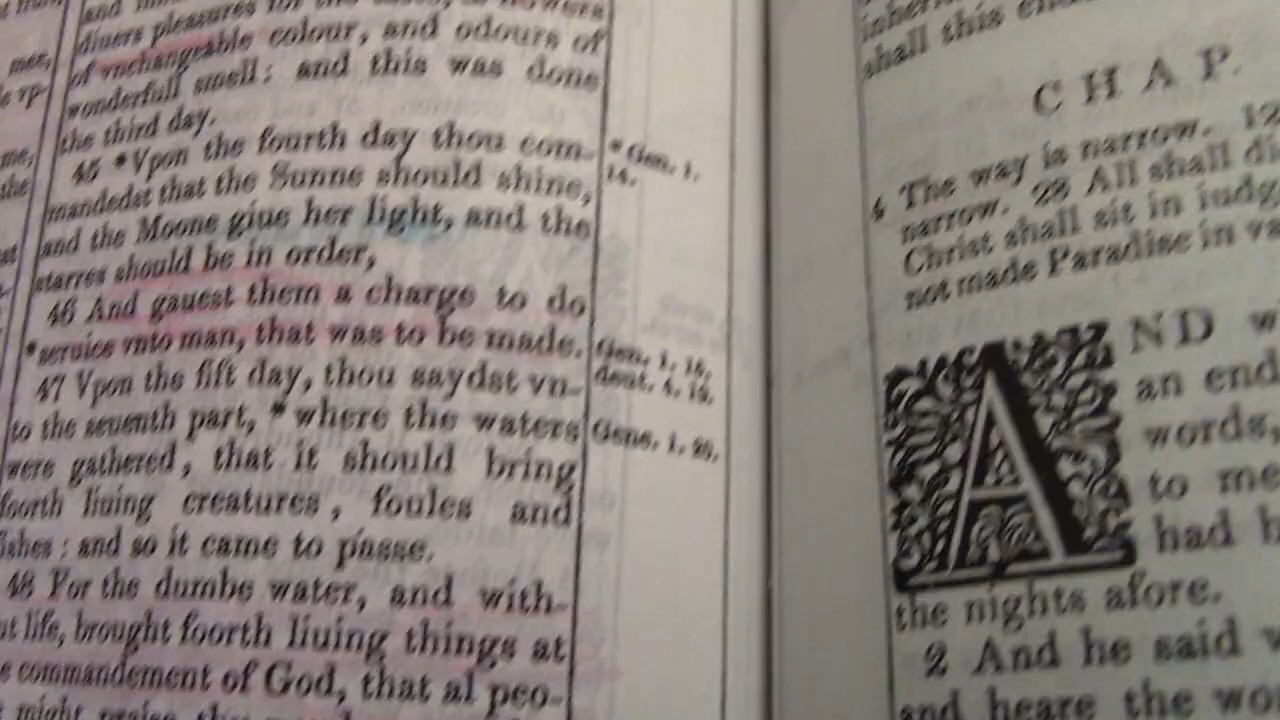 diuers pleasures for the
of vnchangeable colour, and odours of
wonderfull smell: and this was done
the third day.
45 *Vpon the fourth day thou com-
mandedst that the Sunne should shine,
and the Moone giue her light, and the
starres should be in order,
46 And gauest them a charge to do
*seruice vnto man, that was to be made.
47 Vpon the fift day, thou saydst vn-
to the seuenth part, *where the waters
were gathered, that it should bring
foorth liuing creatures, foules and
fishes: and so it came to passe.
48 For the dumbe water, and with-
life, brought foorth liuing things at
commandement of God, that al peo-
might praise
* Gen. 1.
14.
Gen. 1, 15,
deut. 4. 19.
Gene. 1. 20,
shall this
CHAP.
The way is narrow. 12
narrow. 28 All shall
Christ shall sit in
not made Paradise in
AND
an end
words,
to me
had
the nights afore.
2 And he said
and heare the